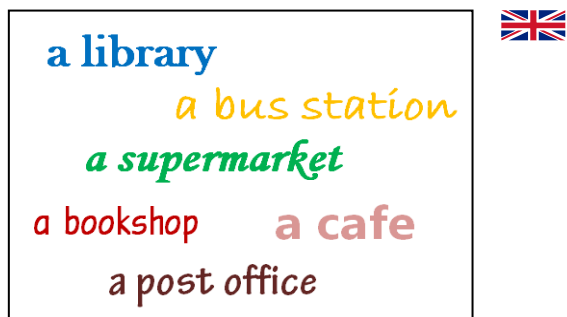 a library
a bus station
a supermarket
a bookshop
a cafe
a post office